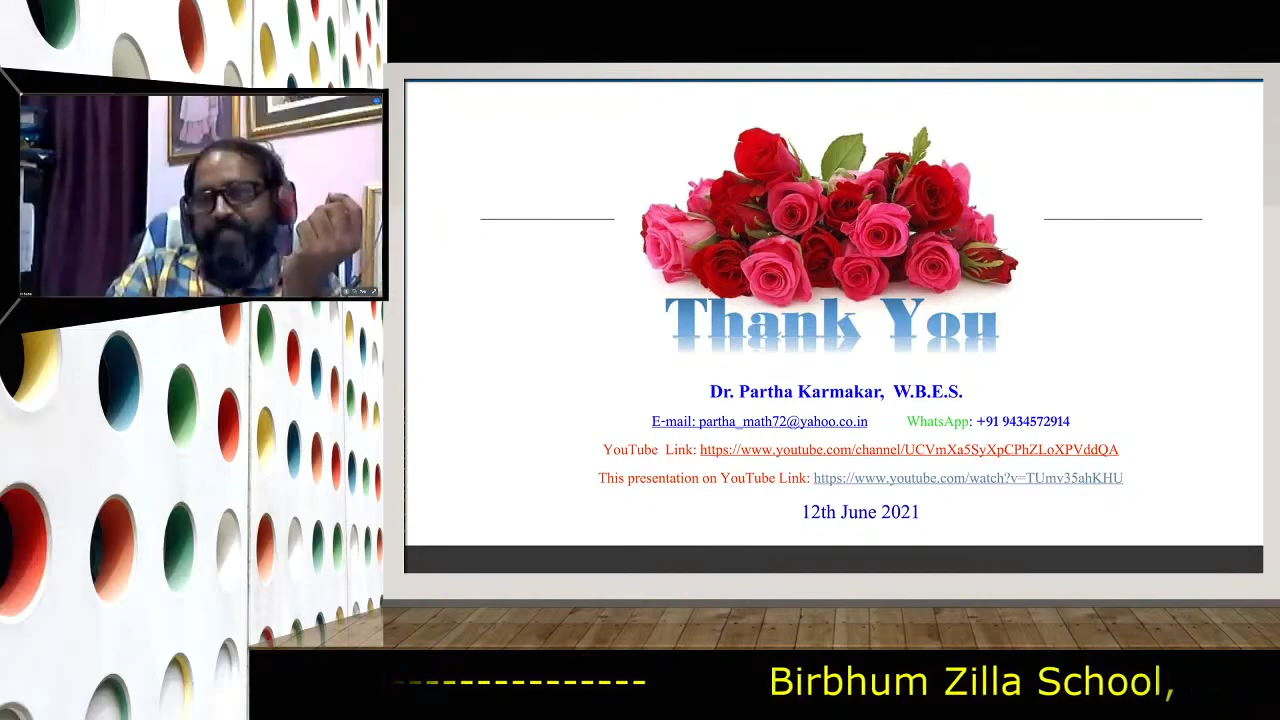 Thank You
Dr. Partha Karmakar, W.B.E.S.
E-mail: partha_math72@yahoo.co.in WhatsApp: +91 9434572914
YouTube Link: https://www.youtube.com/channel/UCVmXa5SyXpCPhZLoXPVddQA
This presentation on YouTube Link: https://www.youtube.com/watch?v=TUmv35ahKHU
12th June 2021
--------------- Birbhum Zilla School,